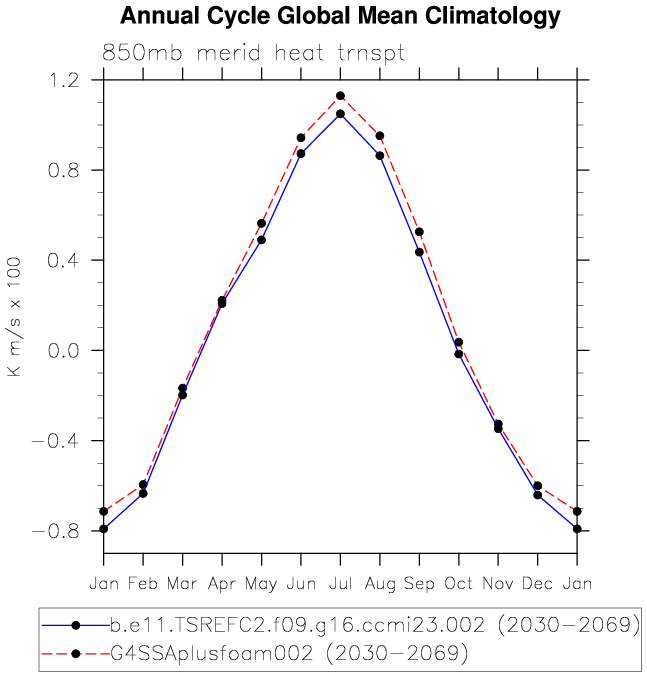 Annual Cycle Global Mean Climatology
850mb merid heat trnspt
1.2
0.8
0.4
0.0
−0.4
−0.8
K m/s x 100
Jan Feb Mar Apr May Jun Jul Aug Sep Oct Nov Dec Jan
b.e11.TSREFC2.f09.g16.ccmi23.002 (2030−2069)
G4SSAplusfoam002 (2030−2069)